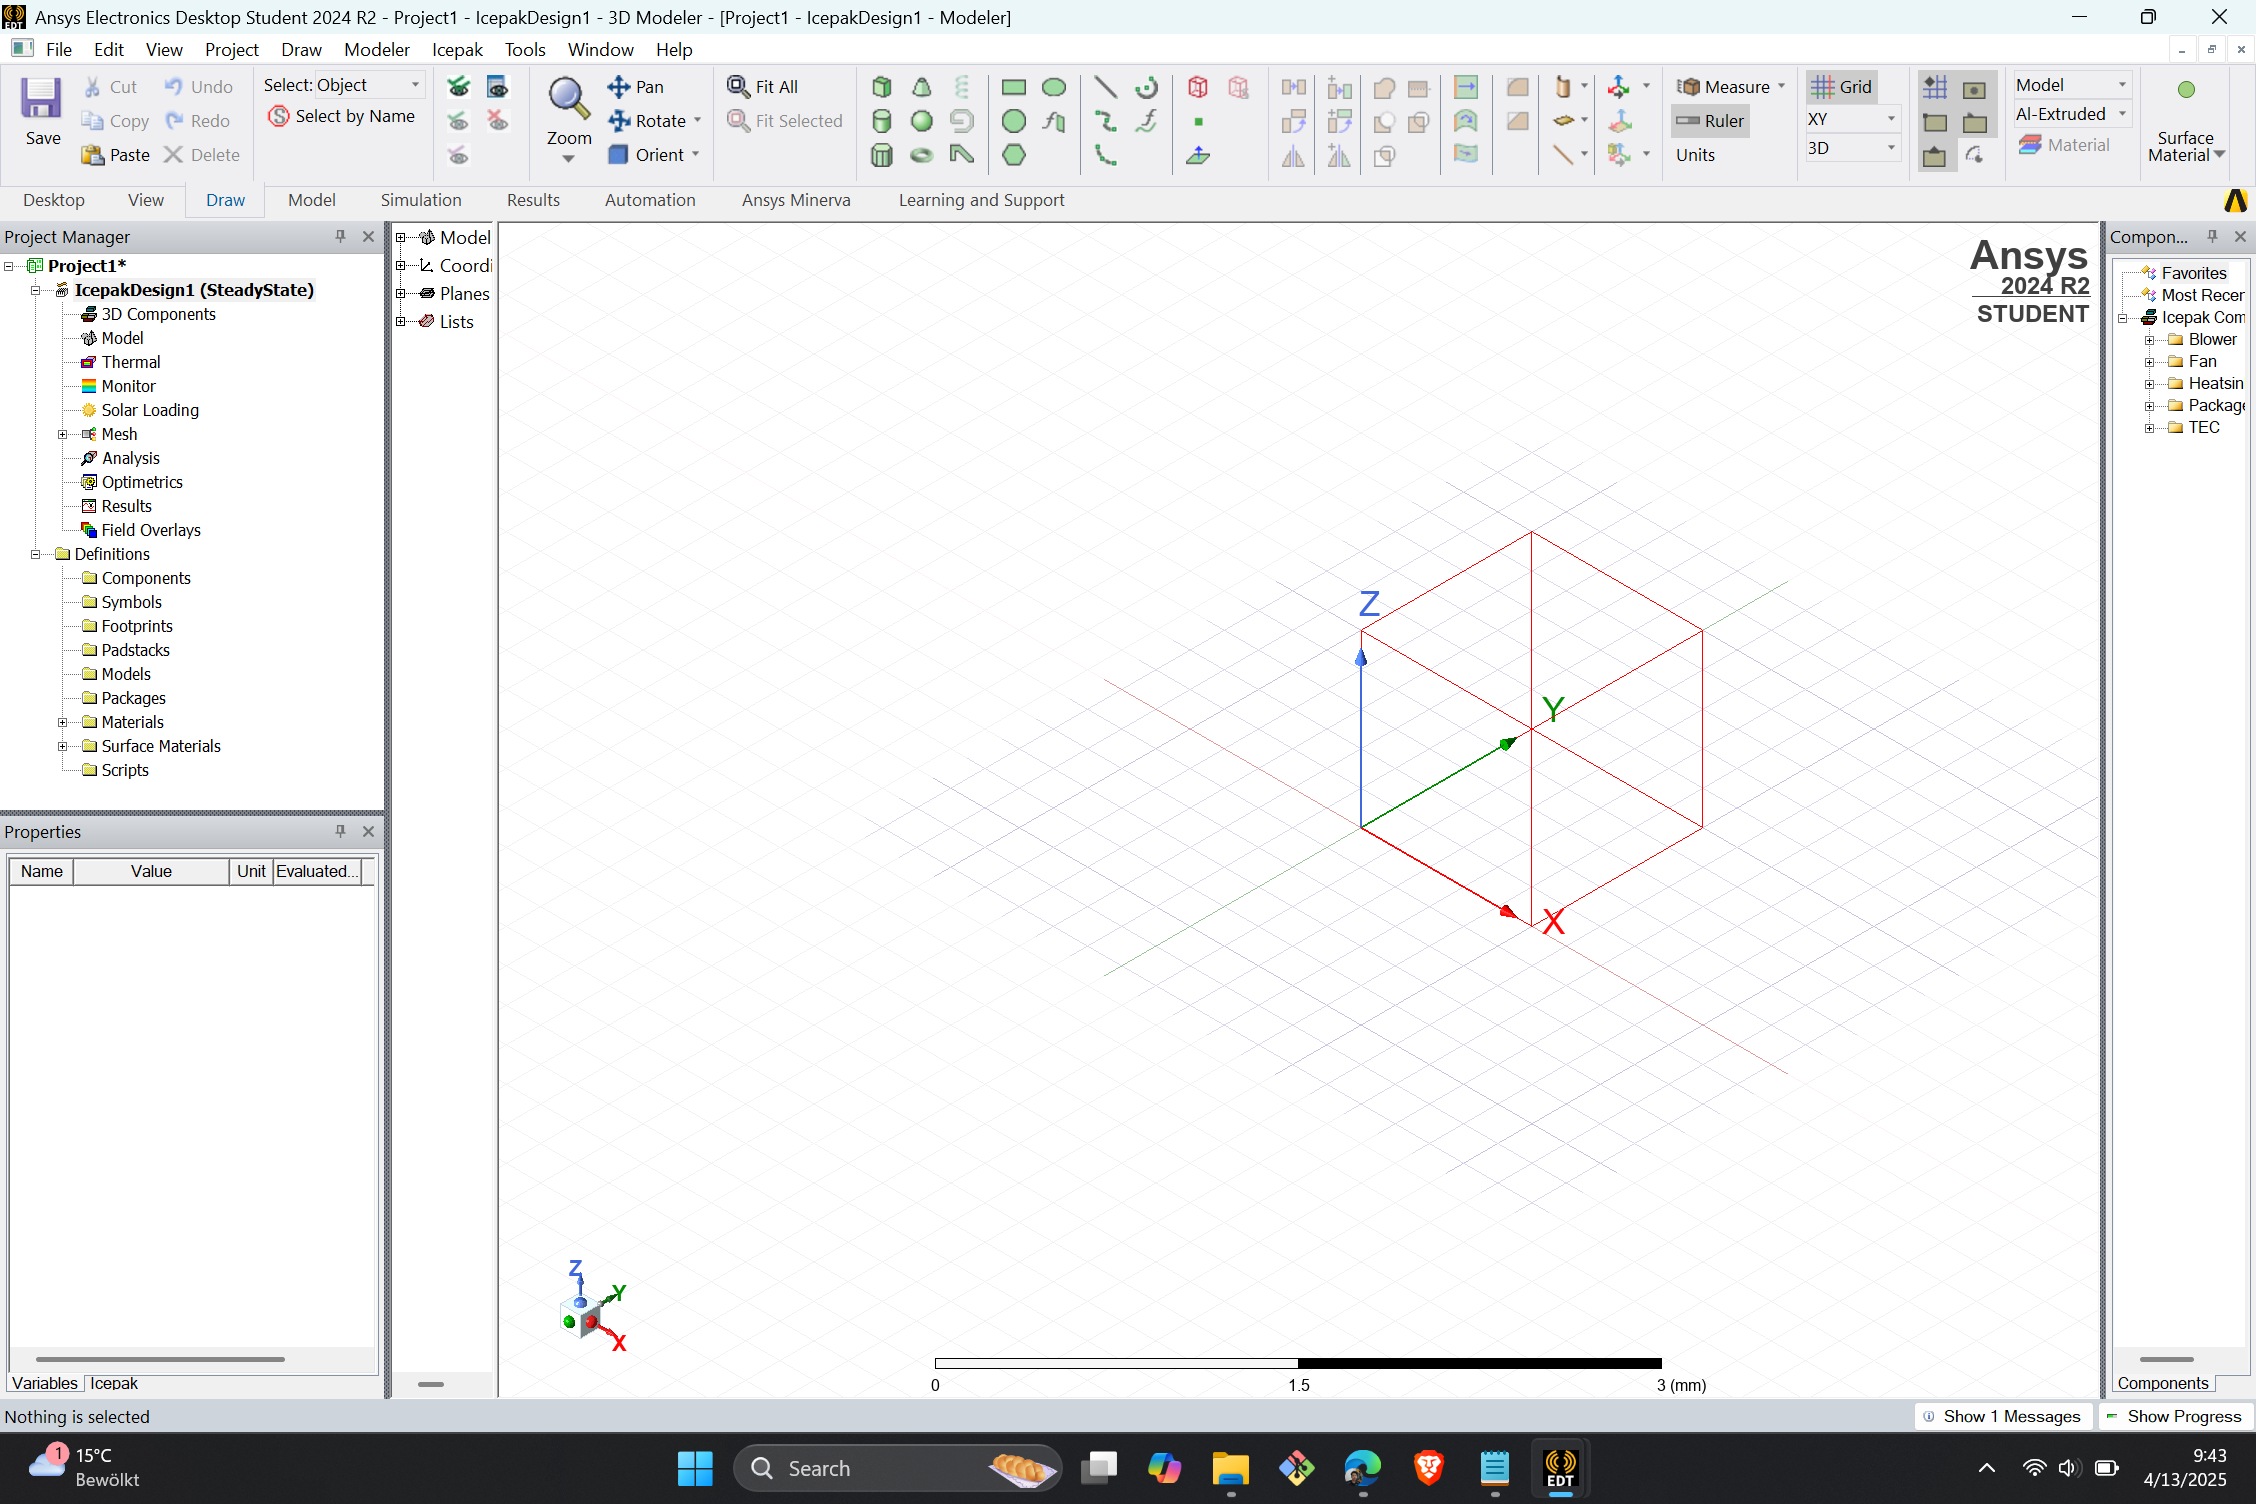 Ansys Electronics Desktop Student 2024 R2 - Project1 - IcepakDesign1 - 3D Modeler - [Project1 - IcepakDesign1 - Modeler]
File Edit View Project Draw Modeler Icepak Tools Window Help
Save
Cut
Copy
Paste
Undo
Redo
Delete
Select: Object
Select by Name
Zoom
Pan
Rotate
Orient
Fit All
Fit Selected
Measure
Ruler
Units
Grid
XY
3D
Model
Al-Extruded
Material
Surface
Material
Desktop View Draw Model Simulation Results Automation Ansys Minerva Learning and Support
Project Manager
Project1*
IcepakDesign1 (SteadyState)
3D Components
Model
Thermal
Monitor
Solar Loading
Mesh
Analysis
Optimetrics
Results
Field Overlays
Definitions
Components
Symbols
Footprints
Padstacks
Models
Packages
Materials
Surface Materials
Scripts
Properties
Name Value Unit Evaluated...
Variables Icepak
Model
Coordi
Planes
Lists
Ansys
2024 R2
STUDENT
Z
Y
X
Z
Y
X
0 1.5 3 (mm)
Compon...
Favorites
Most Recer
Icepak Com
Blower
Fan
Heatsin
Package
TEC
Components
Nothing is selected
Show 1 Messages
Show Progress
1
15°C
Bewölkt
Search
EDT
9:43
4/13/2025